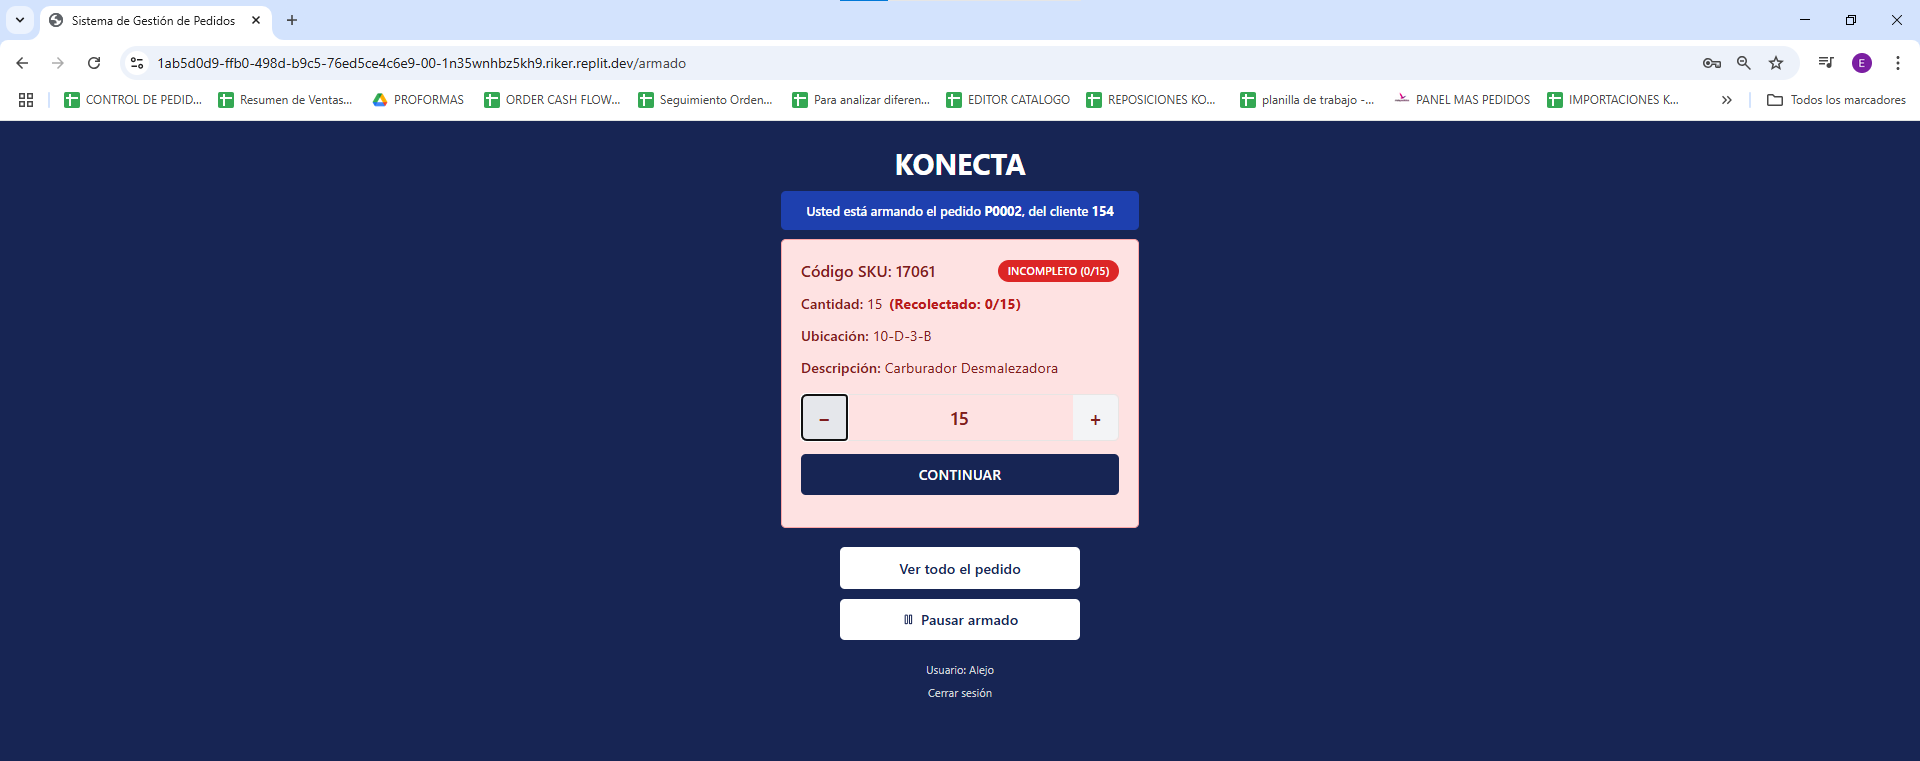 Sistema de Gestión de Pedidos
1ab5d0d9-ffb0-498d-b9c5-76ed5ce4c6e9-00-1n35wnhbz5kh9.riker.replit.dev/armado
E
CONTROL DE PEDID...
Resumen de Ventas...
PROFORMAS
ORDER CASH FLOW...
Seguimiento Orden...
Para analizar diferen...
EDITOR CATALOGO
REPOSICIONES KO...
planilla de trabajo -...
PANEL MAS PEDIDOS
IMPORTACIONES K...
Todos los marcadores
KONECTA
Usted está armando el pedido P0002, del cliente 154
Código SKU: 17061
INCOMPLETO (0/15)
Cantidad: 15 (Recolectado: 0/15)
Ubicación: 10-D-3-B
Descripción: Carburador Desmalezadora
− 15 +
CONTINUAR
Ver todo el pedido
Pausar armado
Usuario: Alejo
Cerrar sesión